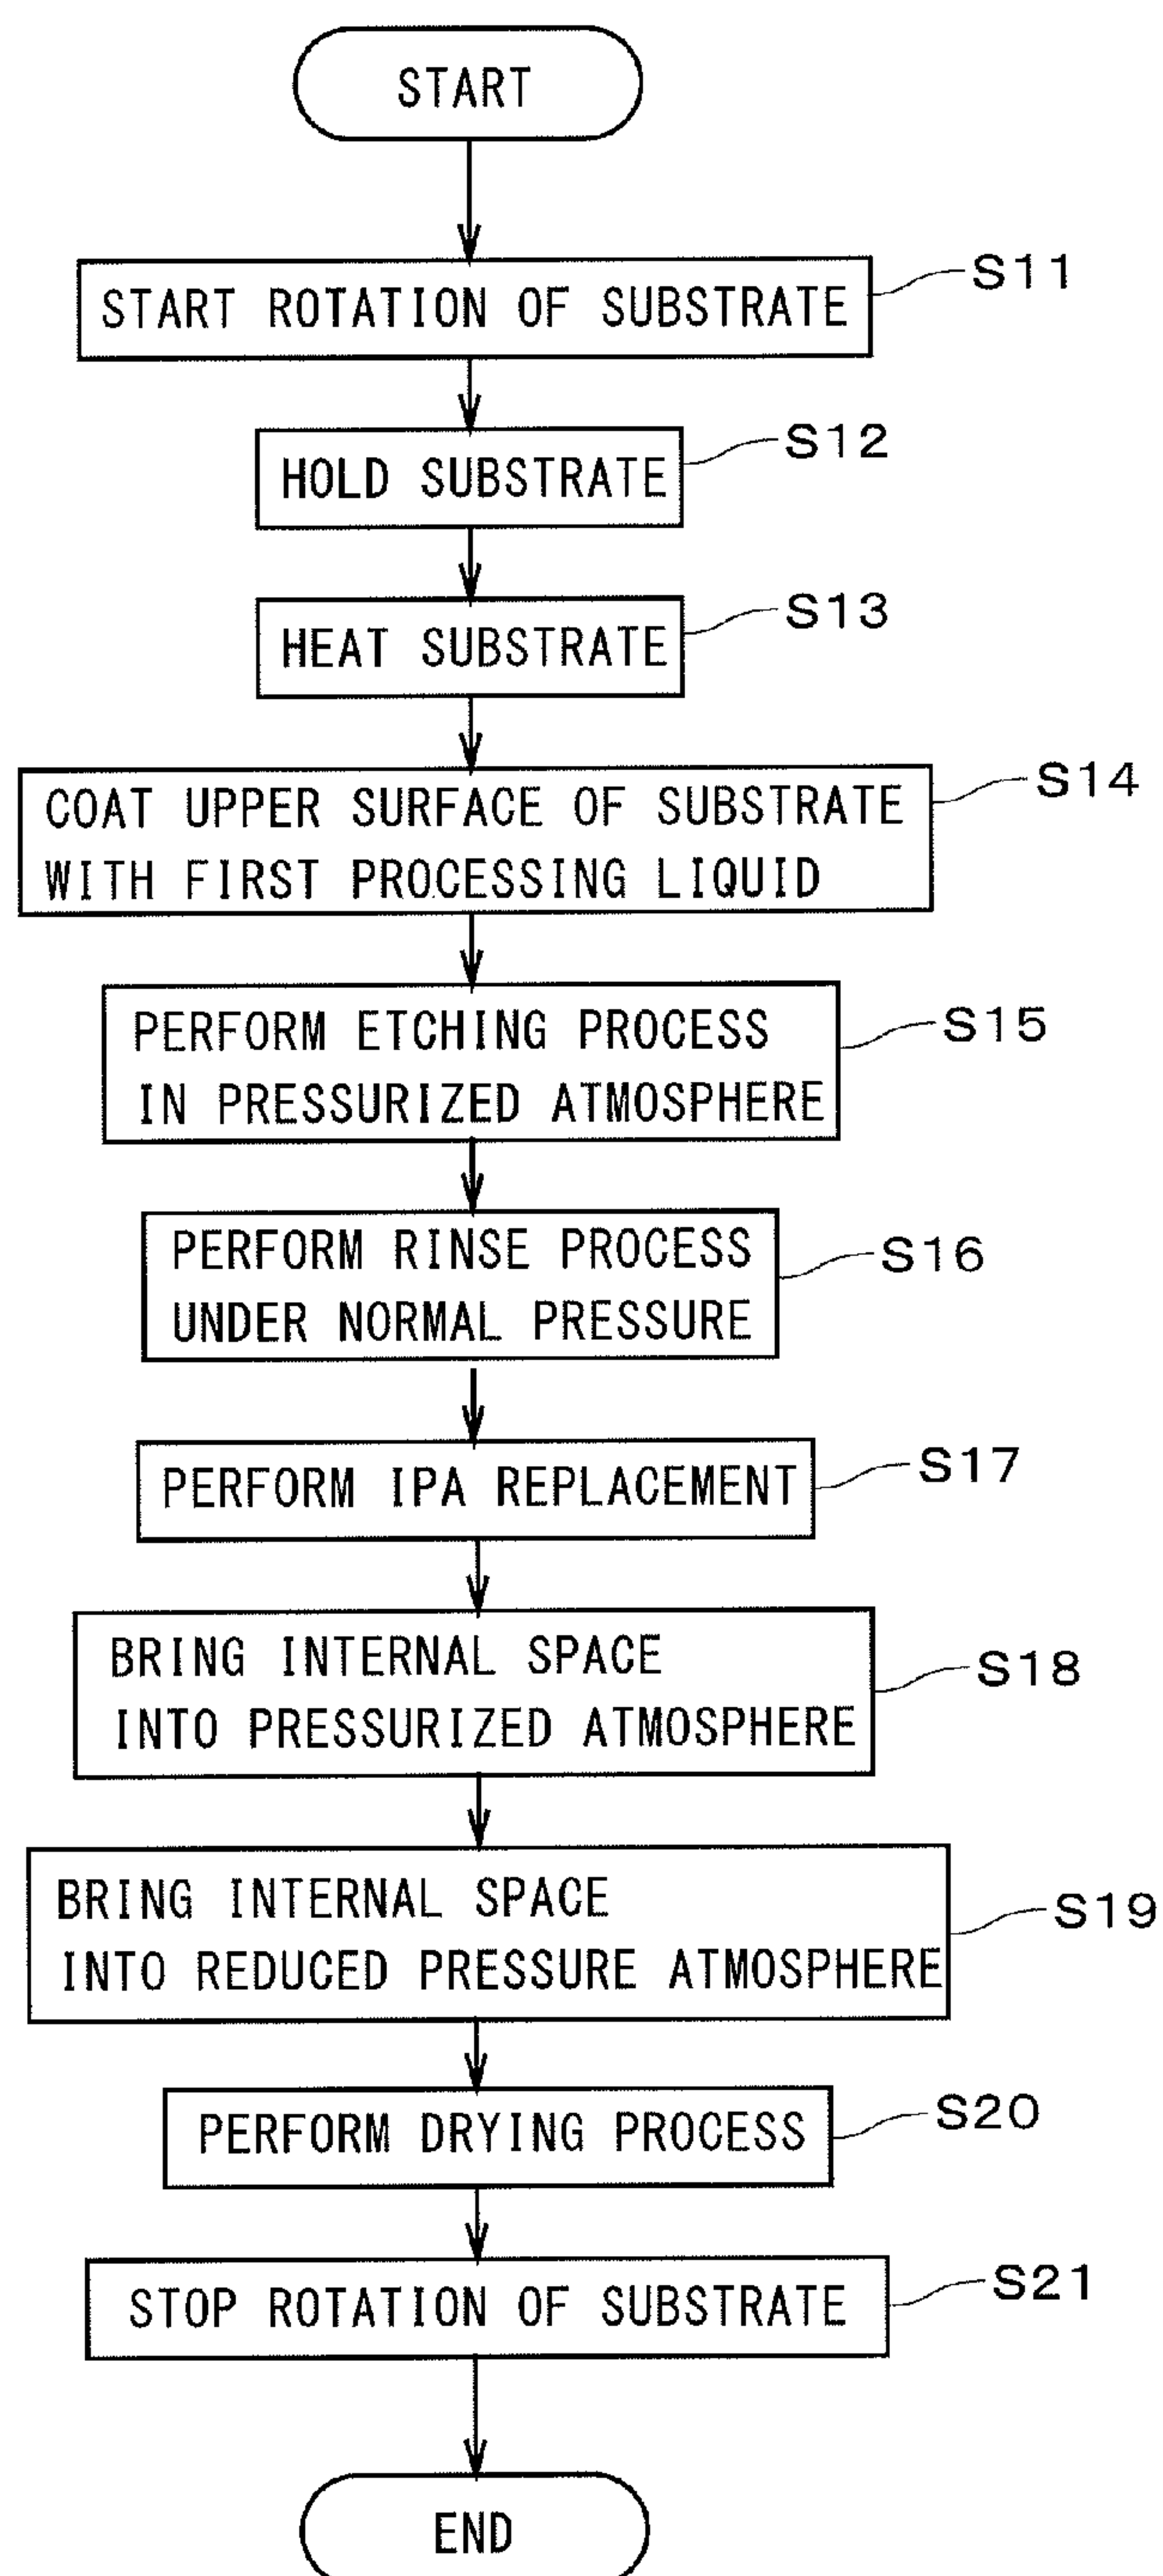 START
START ROTATION OF SUBSTRATE
S11
HOLD SUBSTRATE
S12
HEAT SUBSTRATE
S13
COAT UPPER SURFACE OF SUBSTRATE
WITH FIRST PROCESSING LIQUID
S14
PERFORM ETCHING PROCESS
IN PRESSURIZED ATMOSPHERE
S15
PERFORM RINSE PROCESS
UNDER NORMAL PRESSURE
S16
PERFORM IPA REPLACEMENT
S17
BRING INTERNAL SPACE
INTO PRESSURIZED ATMOSPHERE
S18
BRING INTERNAL SPACE
INTO REDUCED PRESSURE ATMOSPHERE
S19
PERFORM DRYING PROCESS
S20
STOP ROTATION OF SUBSTRATE
S21
END